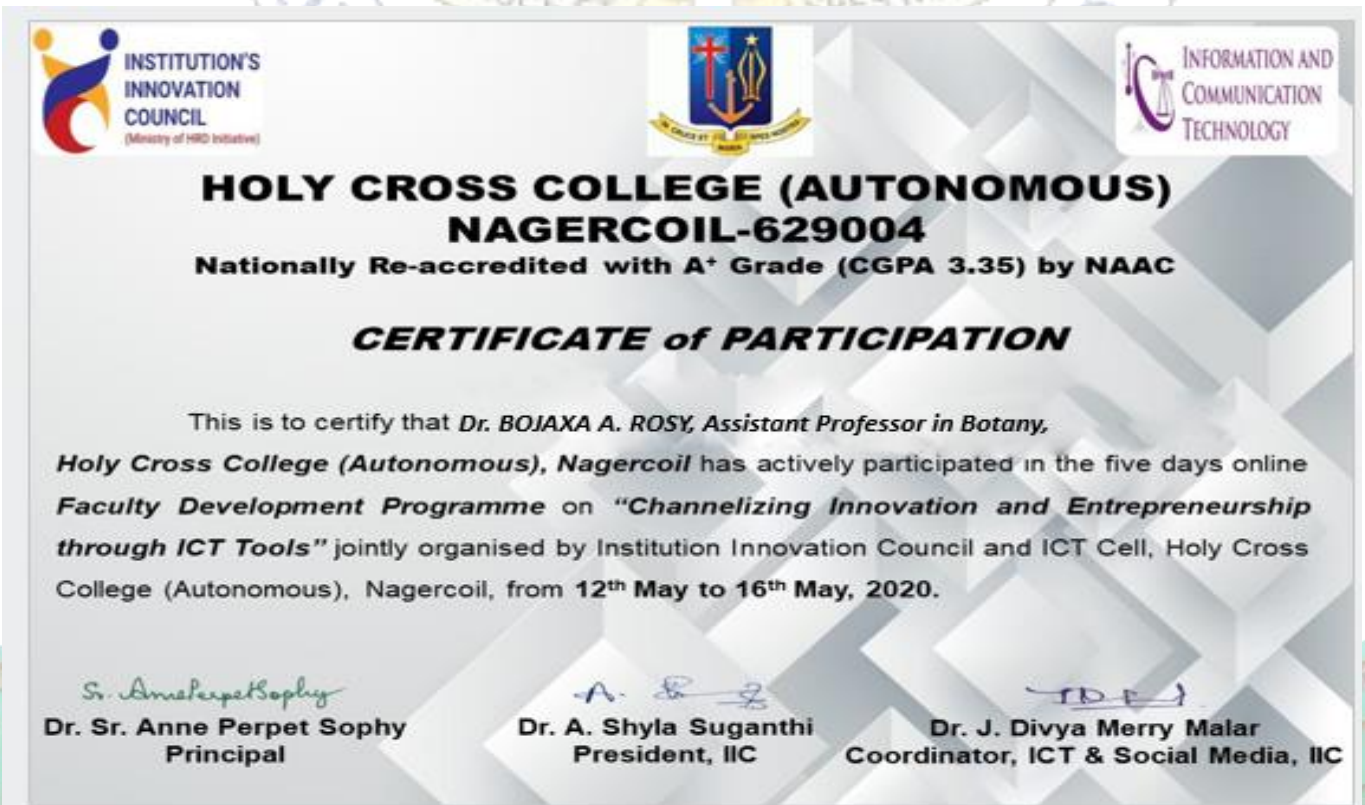 INSTITUTION'S
INNOVATION
COUNCIL
(Ministry of HRD Initiative)
INFORMATION AND
COMMUNICATION
TECHNOLOGY
HOLY CROSS COLLEGE (AUTONOMOUS)
NAGERCOIL-629004
Nationally Re-accredited with A⁺ Grade (CGPA 3.35) by NAAC
CERTIFICATE of PARTICIPATION
This is to certify that Dr. BOJAXA A. ROSY, Assistant Professor in Botany,
Holy Cross College (Autonomous), Nagercoil has actively participated in the five days online
Faculty Development Programme on “Channelizing Innovation and Entrepreneurship
through ICT Tools” jointly organised by Institution Innovation Council and ICT Cell, Holy Cross
College (Autonomous), Nagercoil, from 12ᵗʰ May to 16ᵗʰ May, 2020.
Sr. AnnePerpetSophy
Dr. Sr. Anne Perpet Sophy
Principal
Dr. A. Shyla Suganthi
President, IIC
Dr. J. Divya Merry Malar
Coordinator, ICT & Social Media, IIC